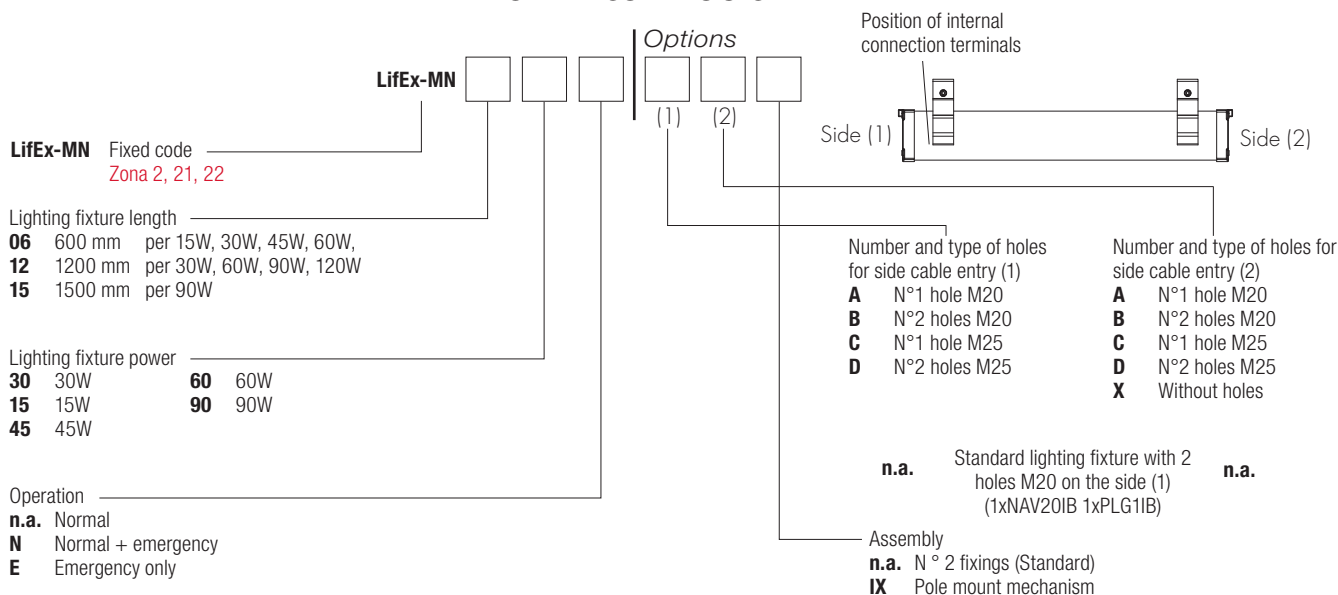 Options
LifEx-MN
(1) (2)
Position of internal
connection terminals
Side (1)
Side (2)
LifEx-MN Fixed code
Zona 2, 21, 22
Lighting fixture length
06 600 mm per 15W, 30W, 45W, 60W,
12 1200 mm per 30W, 60W, 90W, 120W
15 1500 mm per 90W
Lighting fixture power
30 30W 60 60W
15 15W 90 90W
45 45W
Operation
n.a. Normal
N Normal + emergency
E Emergency only
Number and type of holes
for side cable entry (1)
A N°1 hole M20
B N°2 holes M20
C N°1 hole M25
D N°2 holes M25
Number and type of holes for
side cable entry (2)
A N°1 hole M20
B N°2 holes M20
C N°1 hole M25
D N°2 holes M25
X Without holes
n.a. Standard lighting fixture with 2 n.a.
holes M20 on the side (1)
(1xNAV20IB 1xPLG1IB)
Assembly
n.a. N ° 2 fixings (Standard)
IX Pole mount mechanism